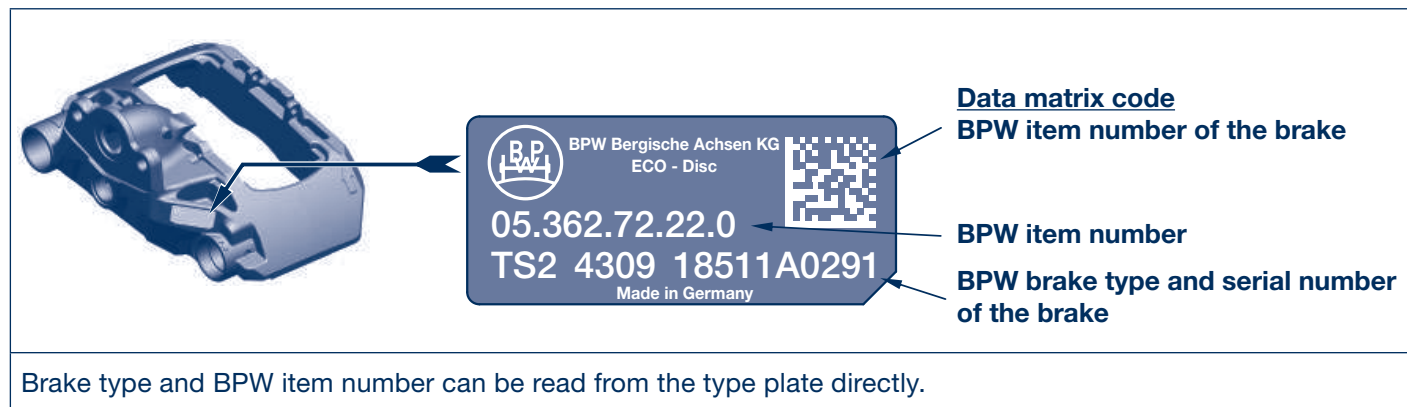 BPW
BPW Bergische Achsen KG
ECO - Disc
05.362.72.22.0
TS2 4309 18511A0291
Made in Germany
Data matrix code
BPW item number of the brake
BPW item number
BPW brake type and serial number
of the brake
Brake type and BPW item number can be read from the type plate directly.